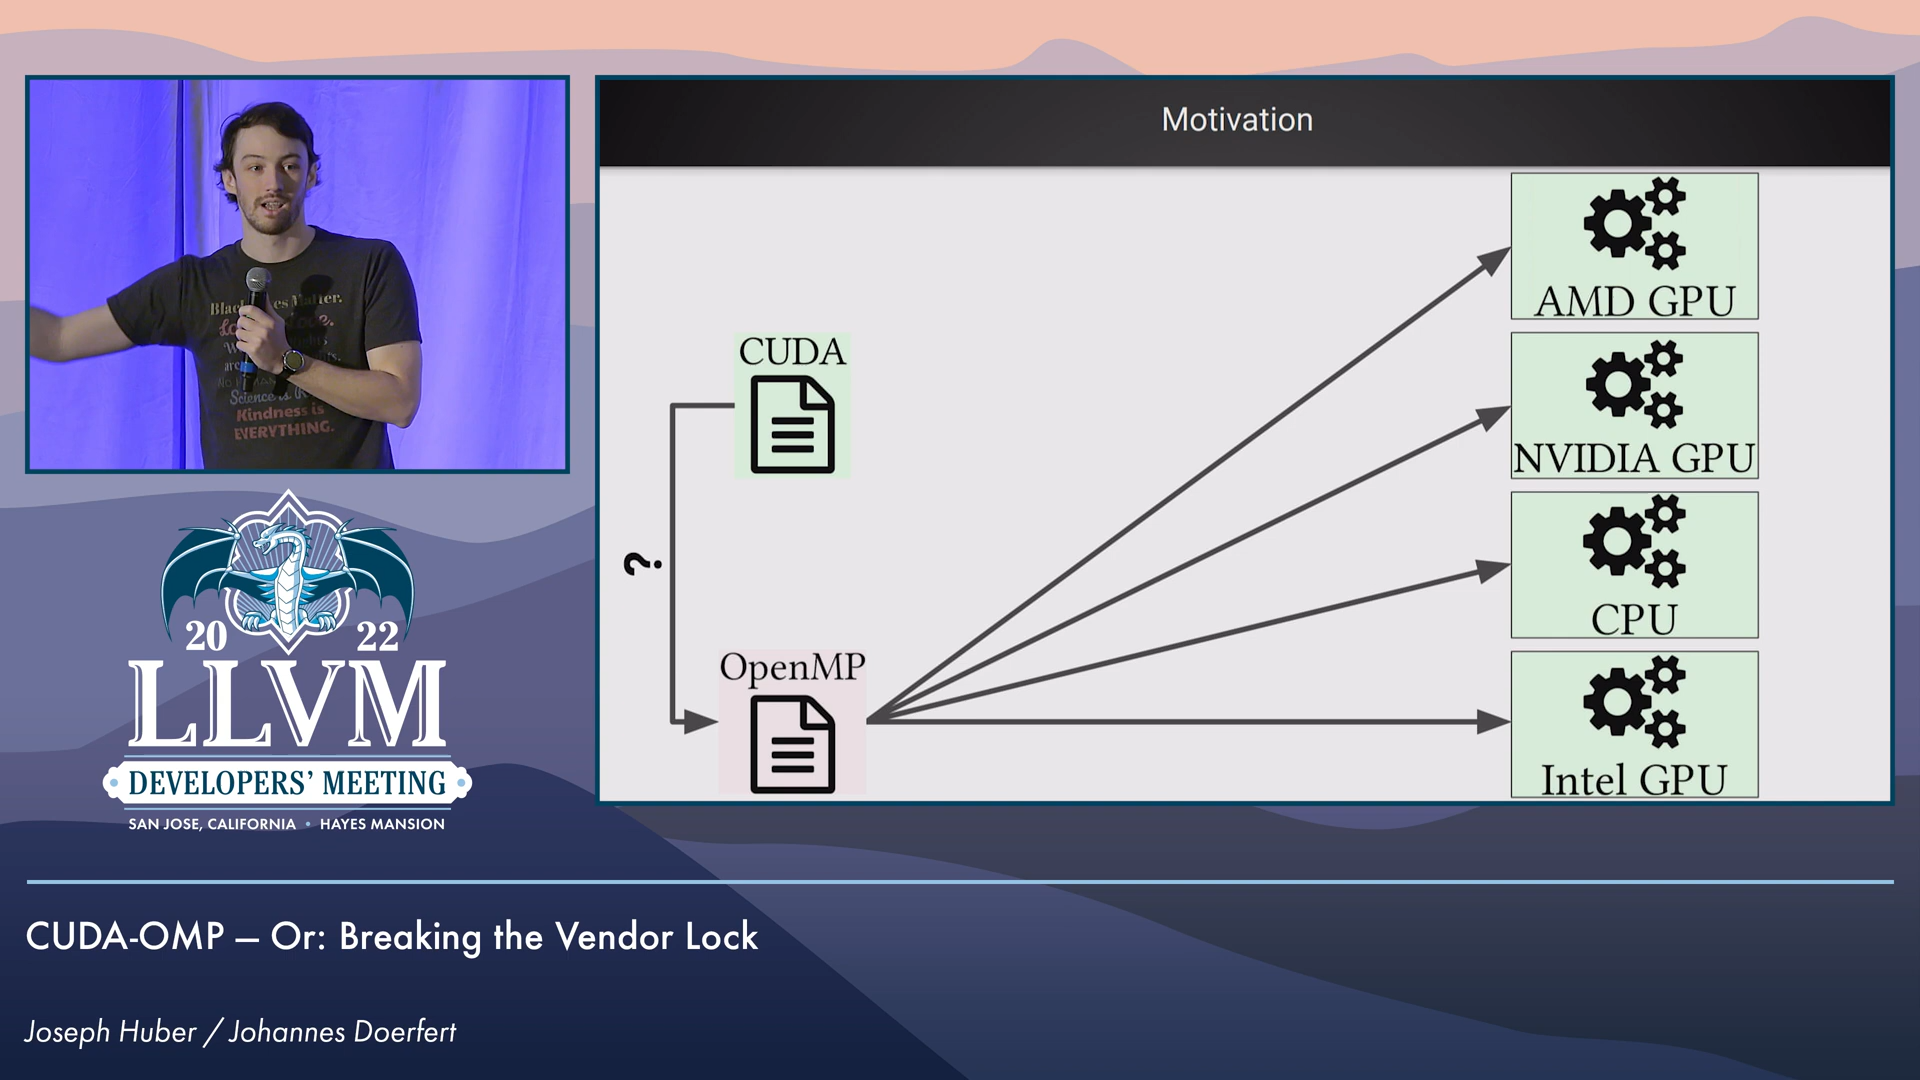 Motivation
AMD GPU
NVIDIA GPU
CPU
Intel GPU
CUDA
?
OpenMP
Matter.
Kindness is
EVERYTHING.
20 22
LLVM
DEVELOPERS’ MEETING
SAN JOSE, CALIFORNIA • HAYES MANSION
CUDA-OMP — Or: Breaking the Vendor Lock
Joseph Huber / Johannes Doerfert